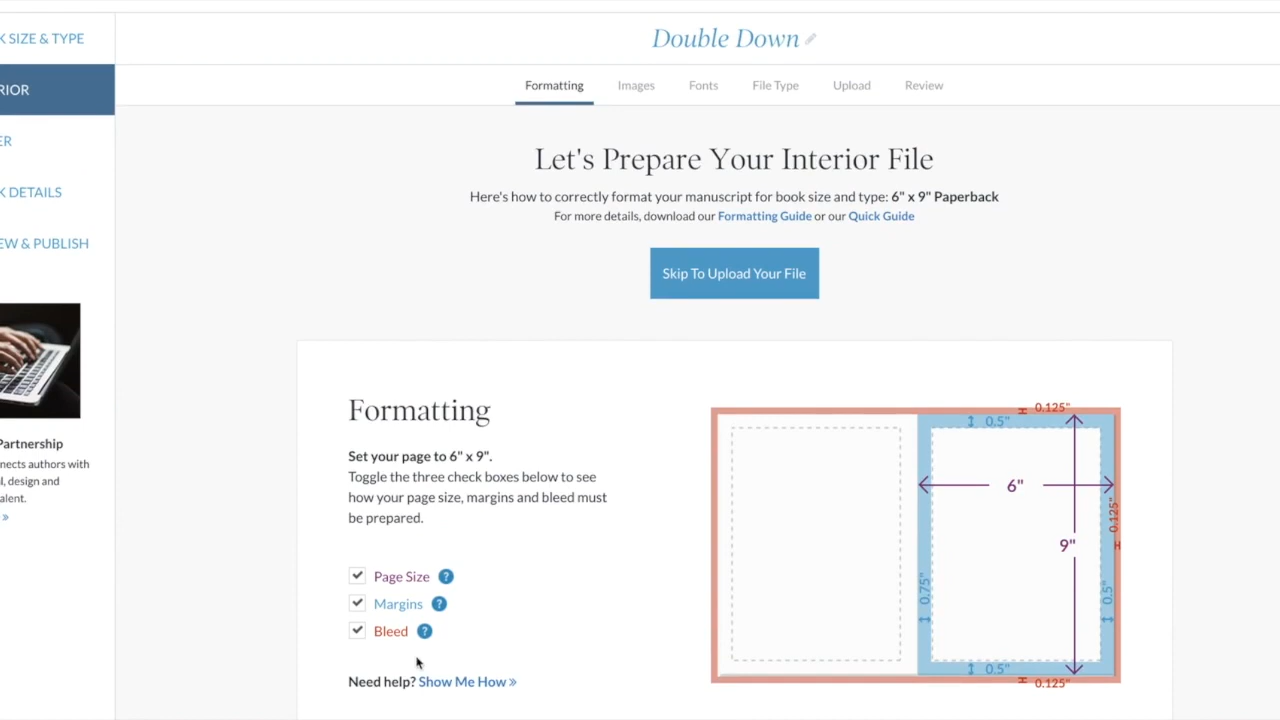 K SIZE & TYPE
RIOR
ER
K DETAILS
EW & PUBLISH
Partnership
nects authors with
l, design and
alent.
»
Double Down
Formatting Images Fonts File Type Upload Review
Let's Prepare Your Interior File
Here's how to correctly format your manuscript for book size and type: 6" x 9" Paperback
For more details, download our Formatting Guide or our Quick Guide
Skip To Upload Your File
Formatting
Set your page to 6" x 9".
Toggle the three check boxes below to see
how your page size, margins and bleed must
be prepared.
Page Size ?
Margins ?
Bleed ?
Need help? Show Me How »
0.125"
0.5"
6"
0.125"
9"
0.75"
0.5"
0.5"
0.125"